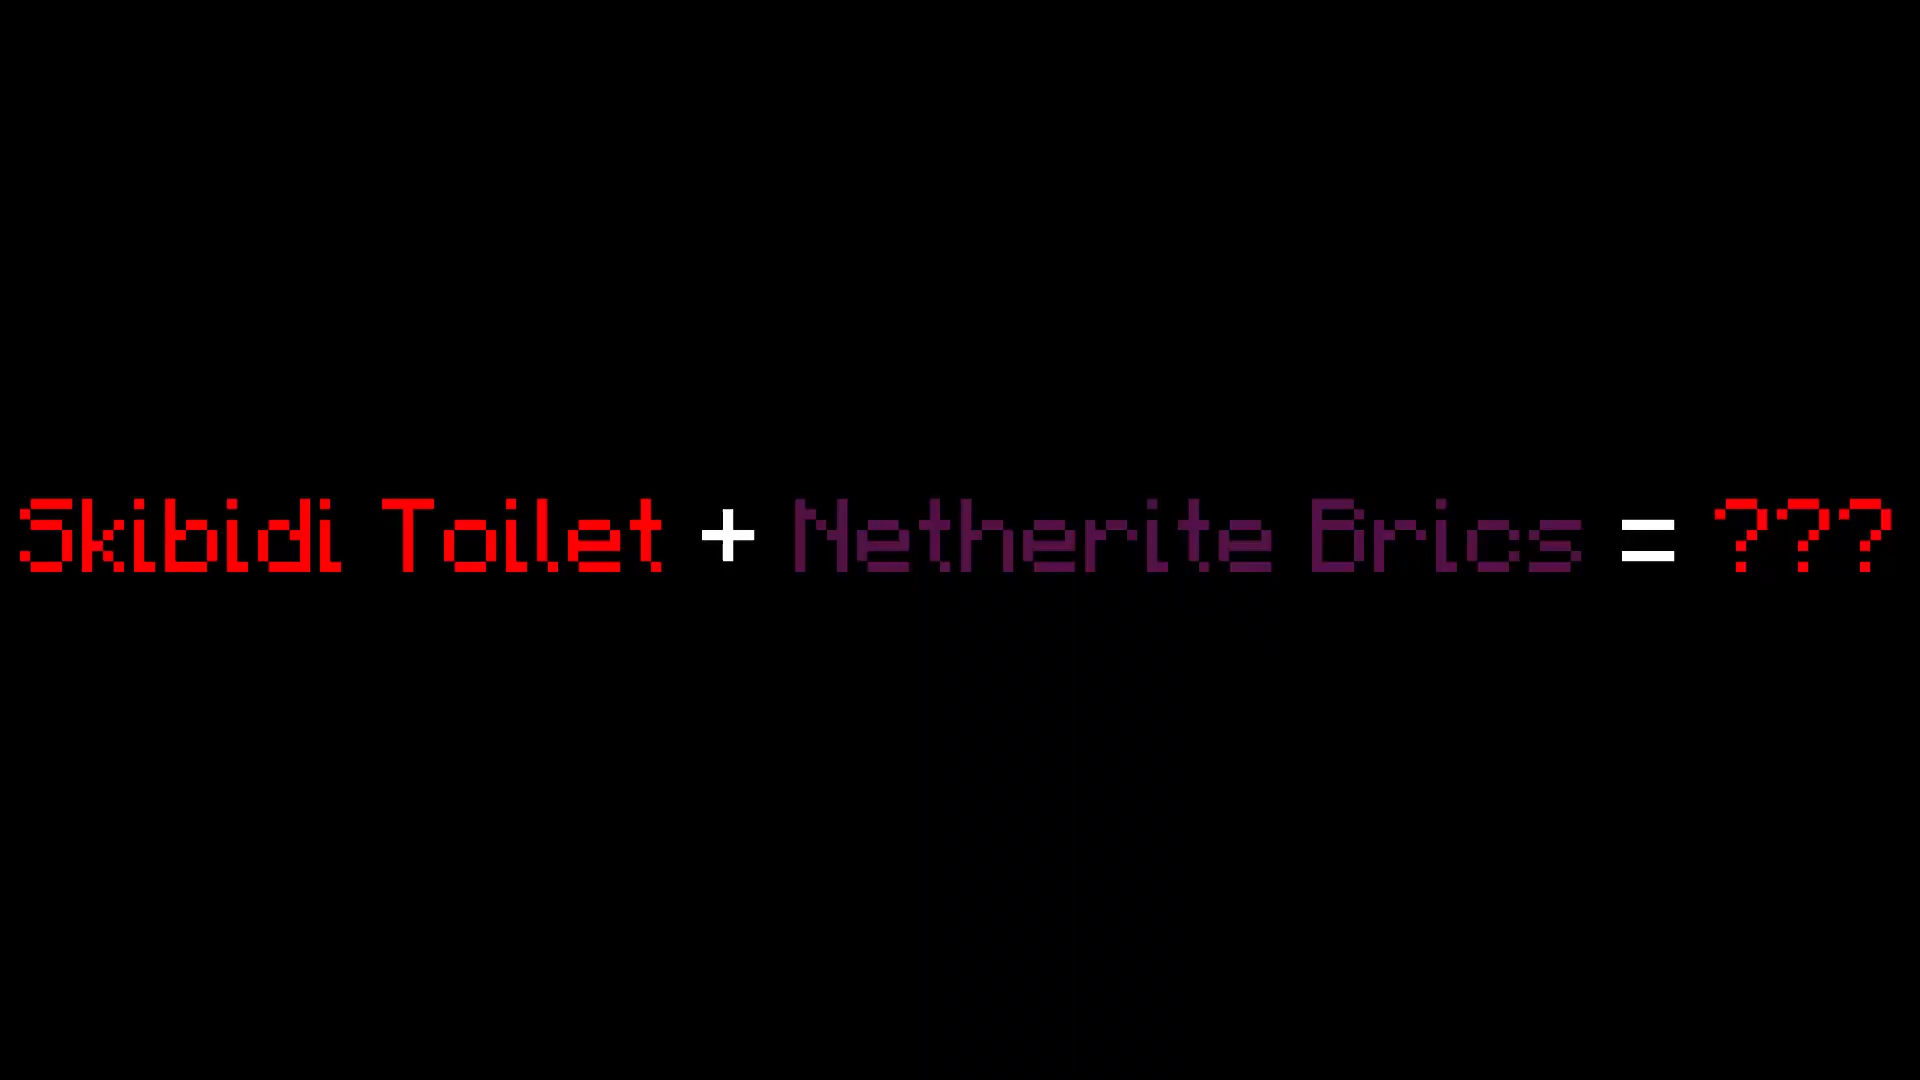 Skibidi Toilet + Netherite Brics = ???